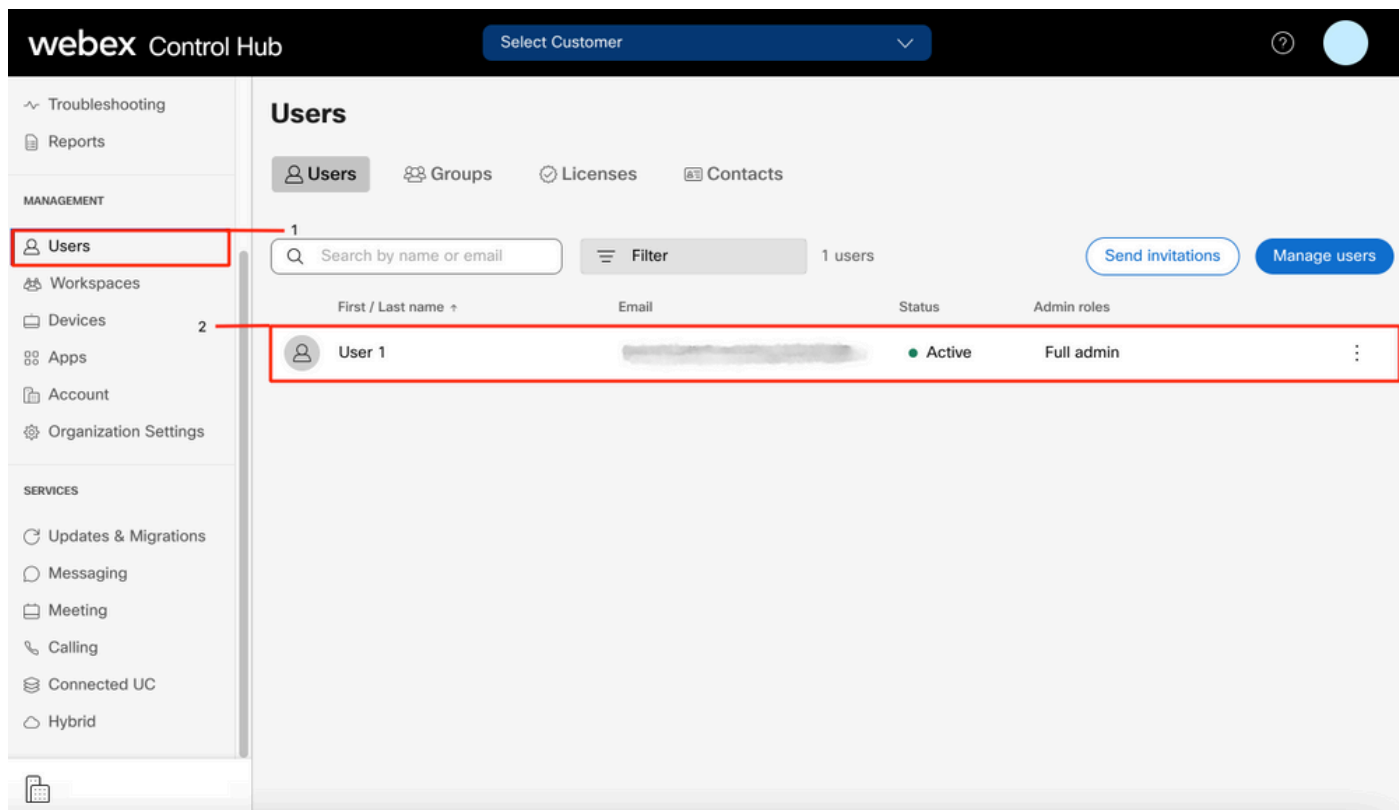 webex Control Hub
Select Customer
Troubleshooting
Reports
MANAGEMENT
Users
Workspaces
Devices
Apps
Account
Organization Settings
SERVICES
Updates & Migrations
Messaging
Meeting
Calling
Connected UC
Hybrid
Users
Users Groups Licenses Contacts
1
Search by name or email Filter 1 users Send invitations Manage users
First / Last name ↑ Email Status Admin roles
2
User 1 Active Full admin